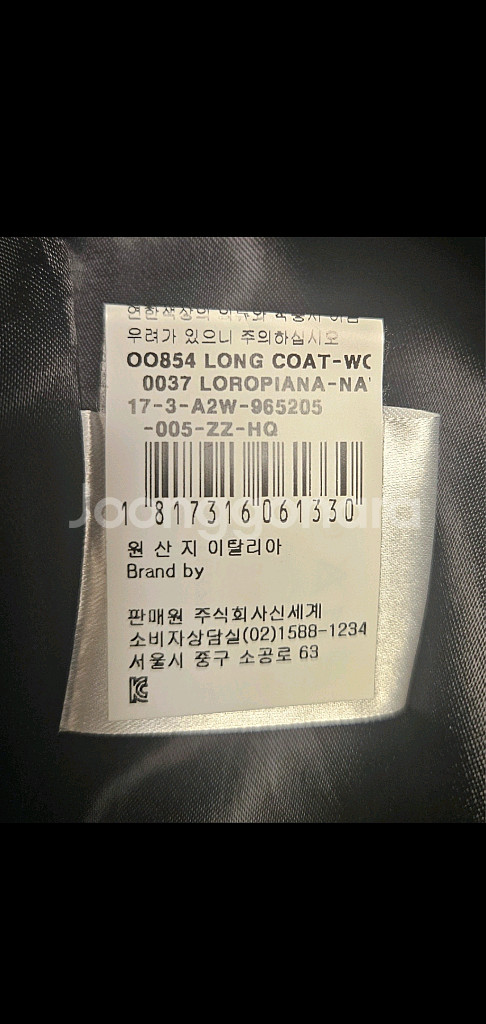 우려가 있으니 주의하십시오
OO854 LONG COAT-WO
0037 LOROPIANA-NA
17-3-A2W-965205
-005-ZZ-HQ
1 817316 061330
Joonggonara
원 산 지 이탈리아
Brand by
판매원 주식회사신세계
소비자상담실(02)1588-1234
서울시 중구 소공로 63